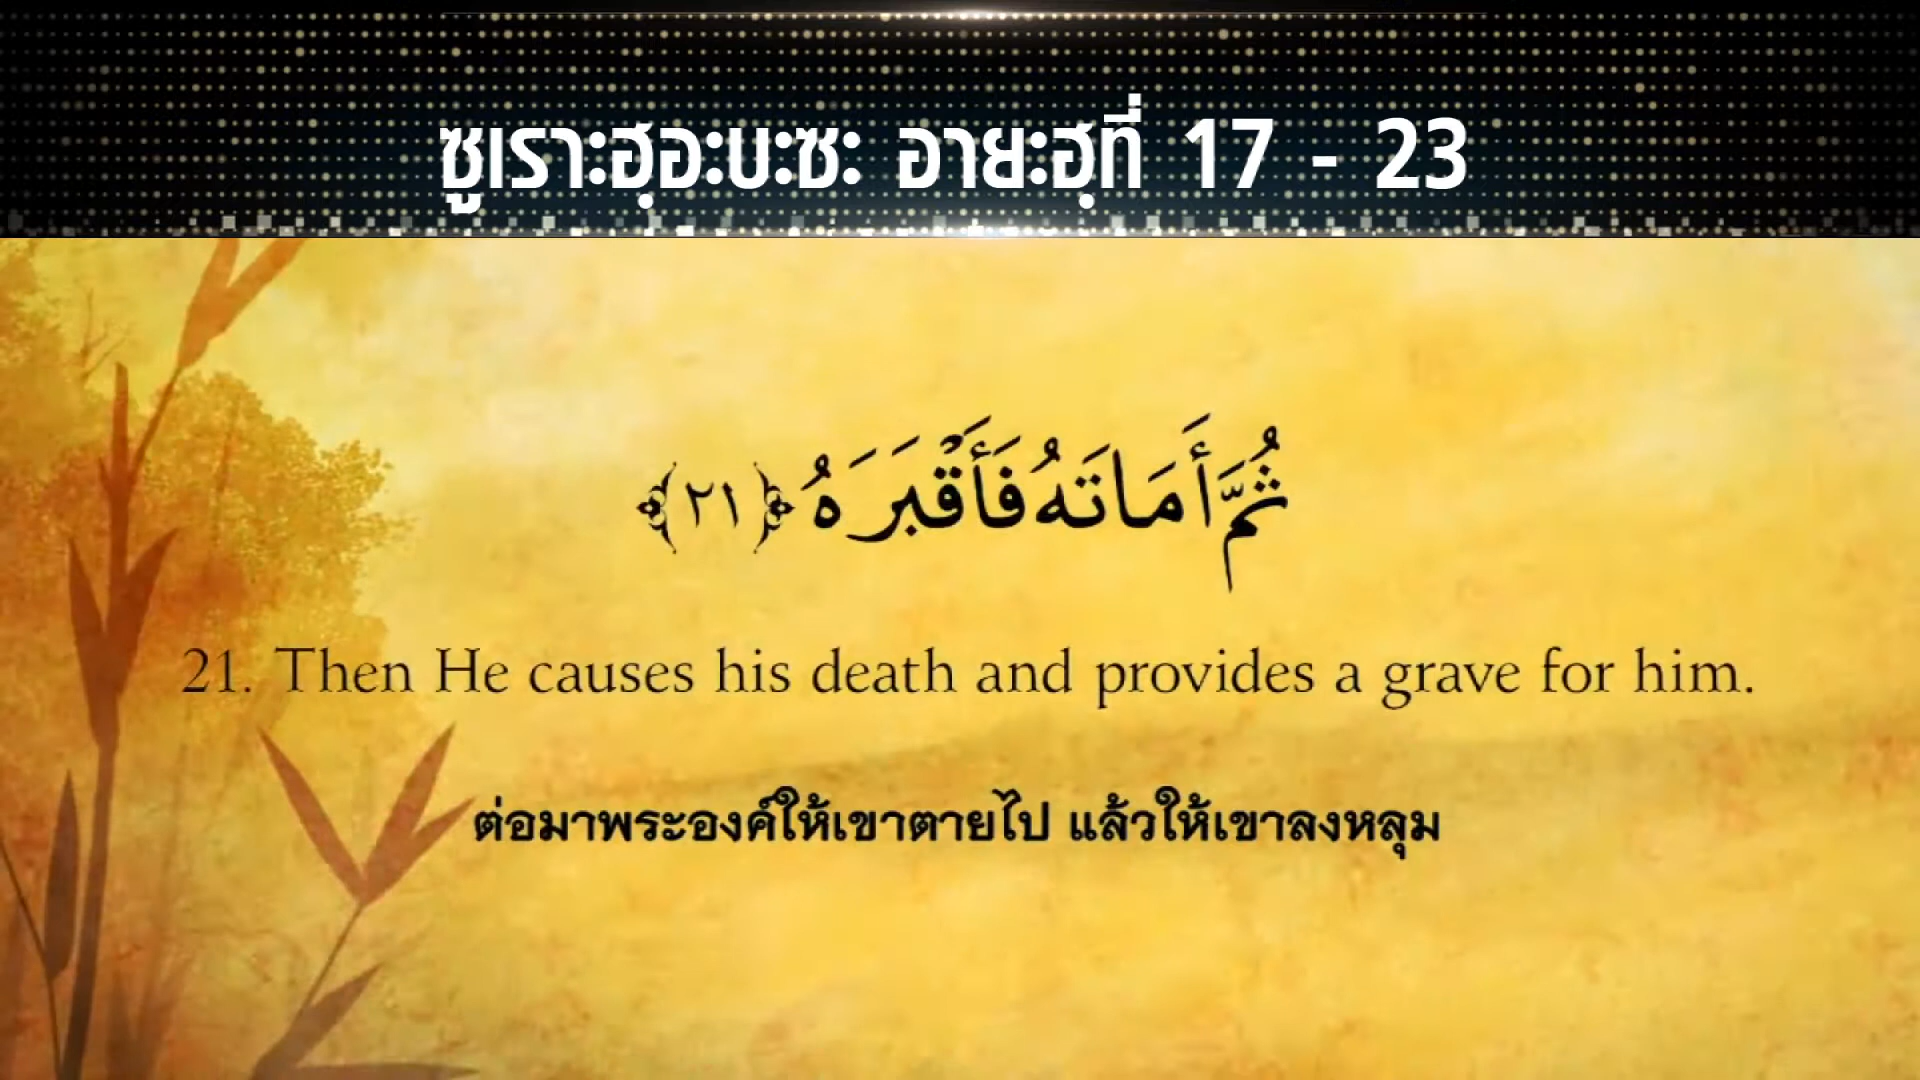 ซูเราะฮฺอะบะซะ อายะฮฺที่ 17 - 23
ثُمَّ أَمَاتَهُ فَأَقْبَرَهُ ﴿٢١﴾
21. Then He causes his death and provides a grave for him.
ต่อมาพระองค์ให้เขาตายไป แล้วให้เขาลงหลุม